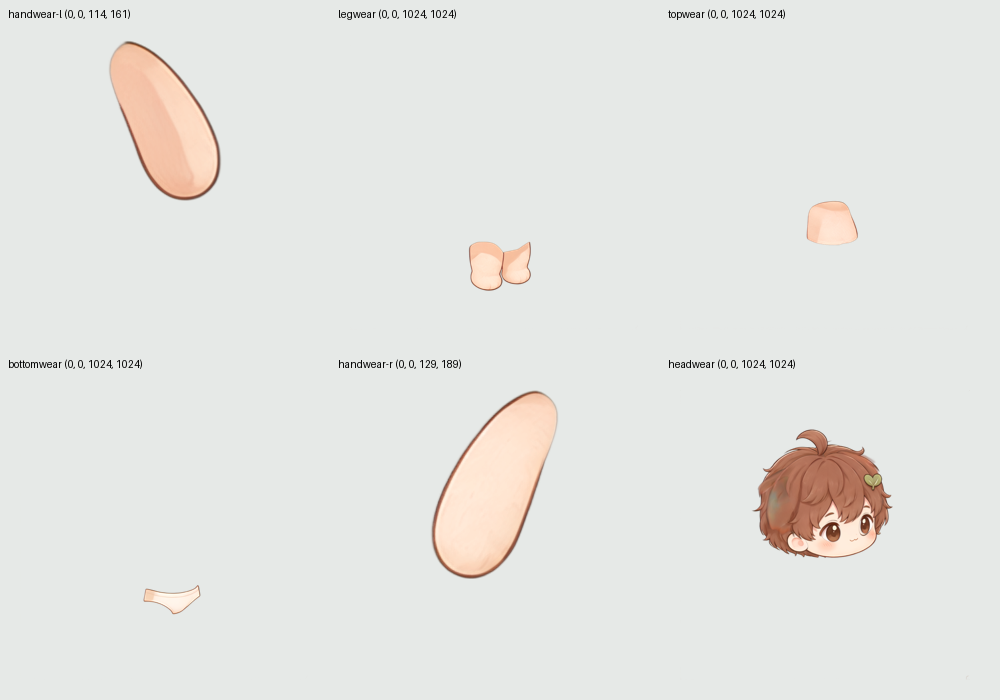 handwear-l (0, 0, 114, 161)
legwear (0, 0, 1024, 1024)
topwear (0, 0, 1024, 1024)
bottomwear (0, 0, 1024, 1024)
handwear-r (0, 0, 129, 189)
headwear (0, 0, 1024, 1024)